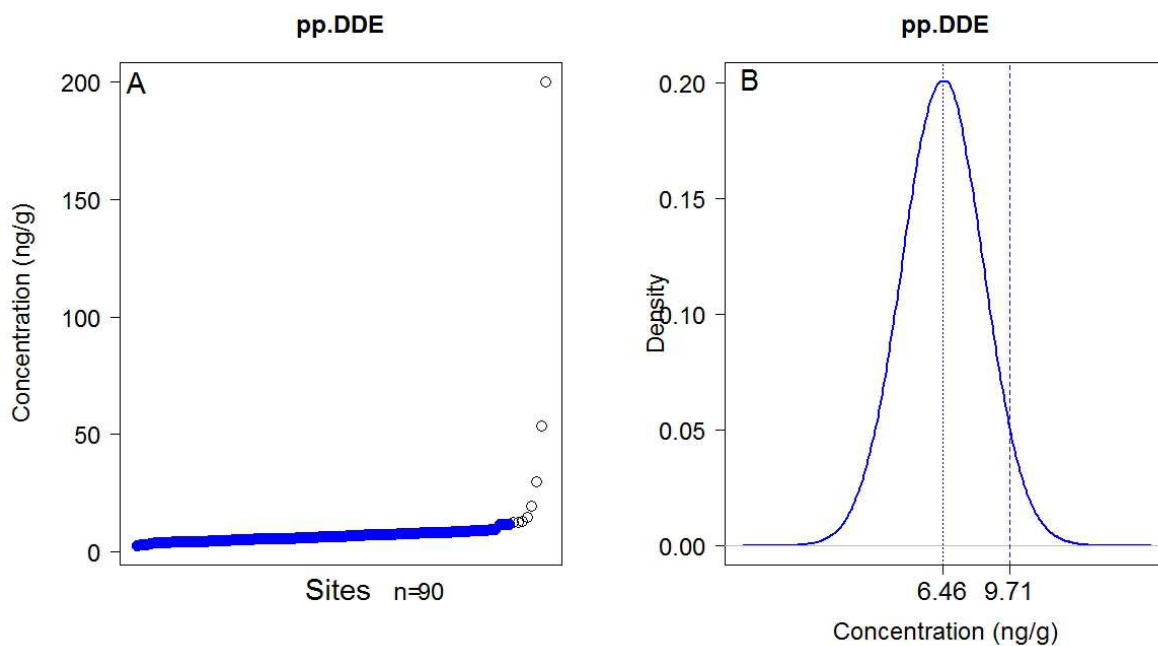 pp.DDE
A
Concentration (ng/g)
200
150
100
50
0
Sites n=90
pp.DDE
B
Density
0.20
0.15
0.10
0.05
0.00
6.46 9.71
Concentration (ng/g)